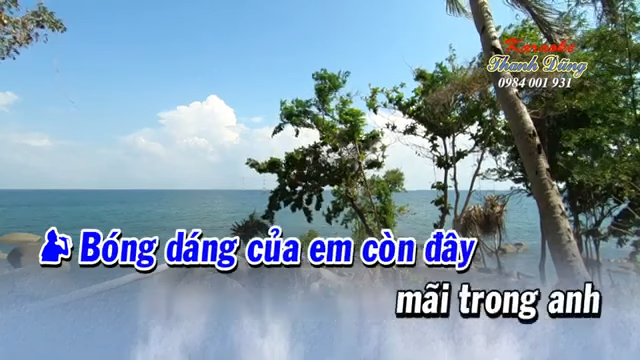 Karaoke
Thanh Dũng
0984 001 931
Bóng dáng của em còn đây
mãi trong anh